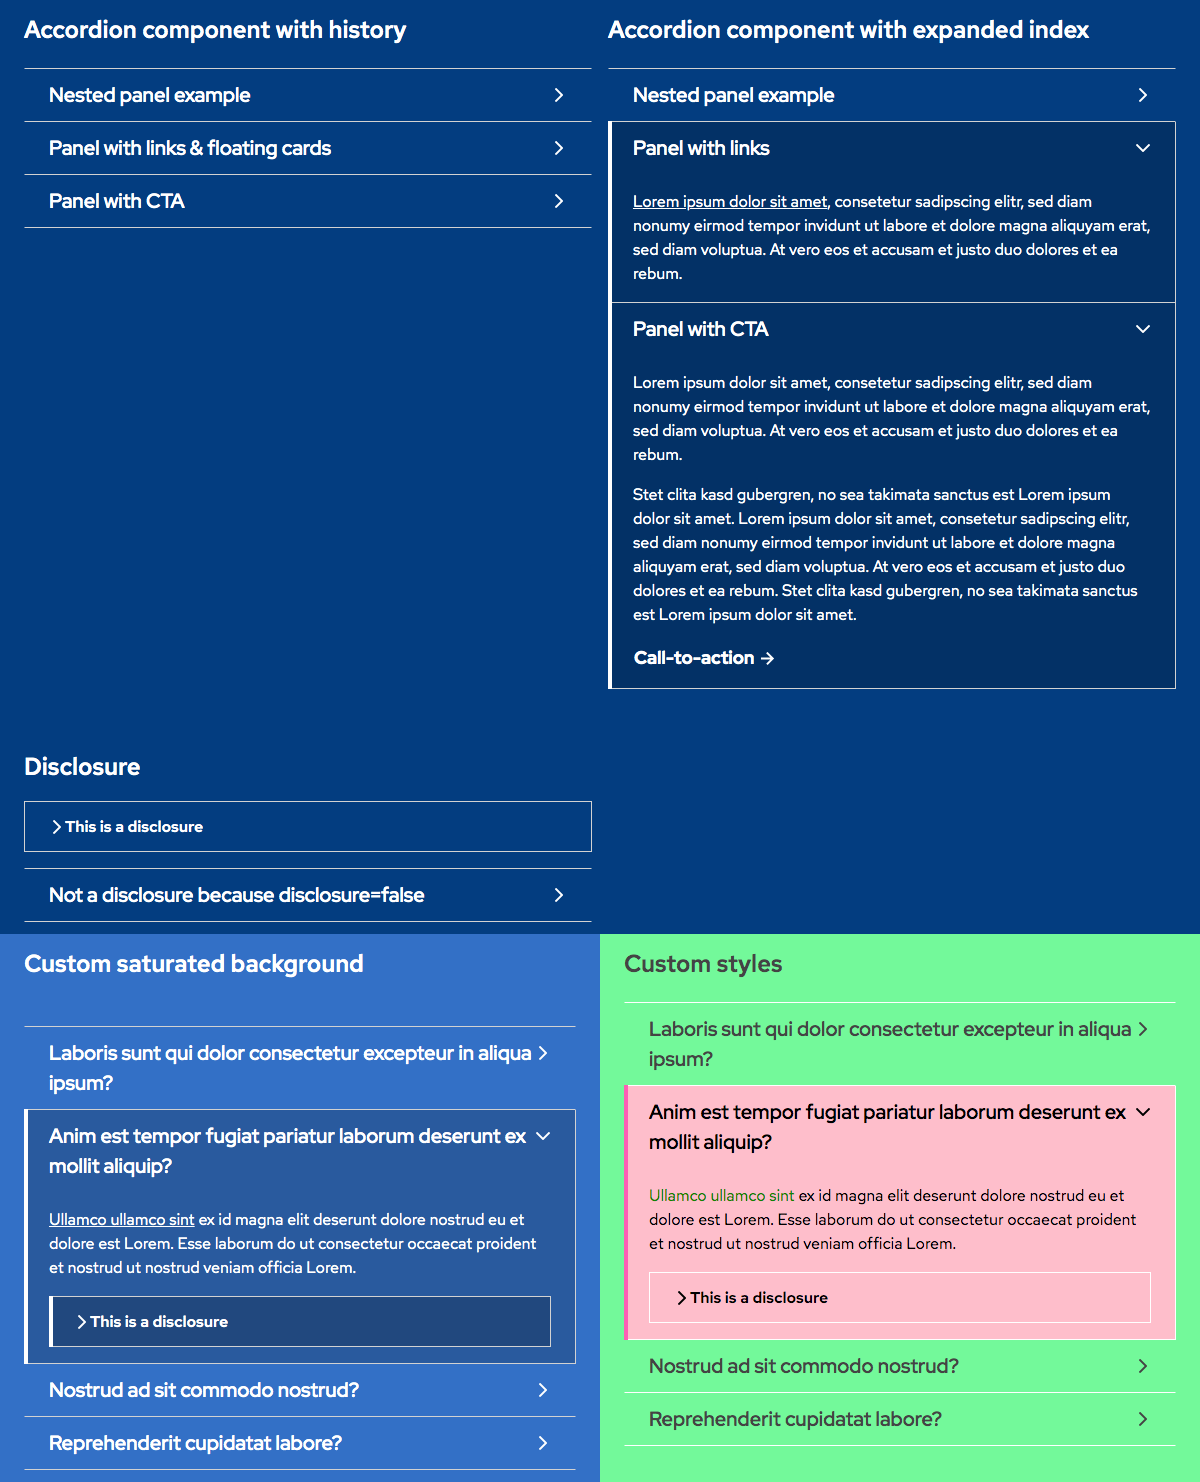 Accordion component with history
Nested panel example
Panel with links & floating cards
Panel with CTA
Accordion component with expanded index
Nested panel example
Panel with links
Lorem ipsum dolor sit amet, consetetur sadipscing elitr, sed diam
nonumy eirmod tempor invidunt ut labore et dolore magna aliquyam erat,
sed diam voluptua. At vero eos et accusam et justo duo dolores et ea
rebum.
Panel with CTA
Lorem ipsum dolor sit amet, consetetur sadipscing elitr, sed diam
nonumy eirmod tempor invidunt ut labore et dolore magna aliquyam erat,
sed diam voluptua. At vero eos et accusam et justo duo dolores et ea
rebum.
Stet clita kasd gubergren, no sea takimata sanctus est Lorem ipsum
dolor sit amet. Lorem ipsum dolor sit amet, consetetur sadipscing elitr,
sed diam nonumy eirmod tempor invidunt ut labore et dolore magna
aliquyam erat, sed diam voluptua. At vero eos et accusam et justo duo
dolores et ea rebum. Stet clita kasd gubergren, no sea takimata sanctus
est Lorem ipsum dolor sit amet.
Call-to-action →
Disclosure
This is a disclosure
Not a disclosure because disclosure=false
Custom saturated background
Laboris sunt qui dolor consectetur excepteur in aliqua
ipsum?
Anim est tempor fugiat pariatur laborum deserunt ex
mollit aliquip?
Ullamco ullamco sint ex id magna elit deserunt dolore nostrud eu et
dolore est Lorem. Esse laborum do ut consectetur occaecat proident
et nostrud ut nostrud veniam officia Lorem.
This is a disclosure
Nostrud ad sit commodo nostrud?
Reprehenderit cupidatat labore?
Custom styles
Laboris sunt qui dolor consectetur excepteur in aliqua
ipsum?
Anim est tempor fugiat pariatur laborum deserunt ex
mollit aliquip?
Ullamco ullamco sint ex id magna elit deserunt dolore nostrud eu et
dolore est Lorem. Esse laborum do ut consectetur occaecat proident
et nostrud ut nostrud veniam officia Lorem.
This is a disclosure
Nostrud ad sit commodo nostrud?
Reprehenderit cupidatat labore?